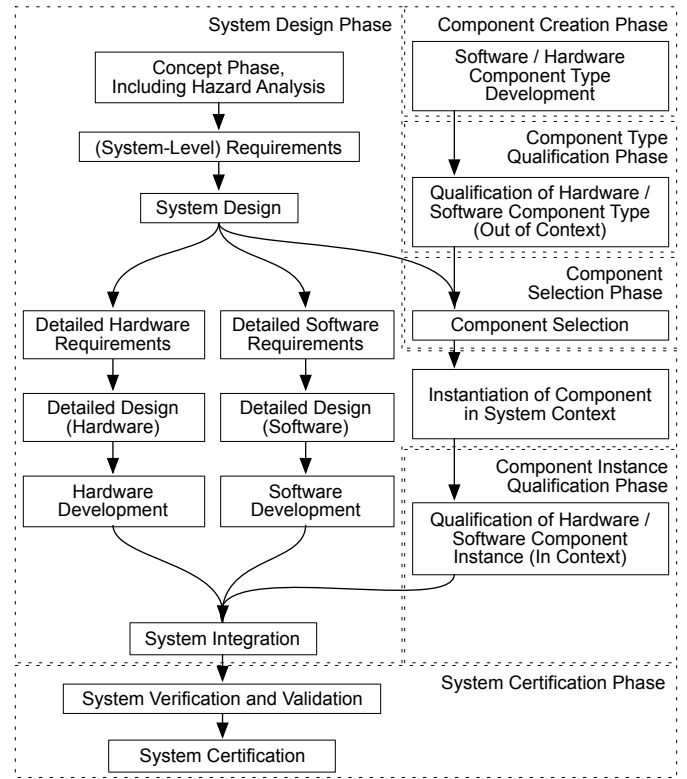 System Design Phase
Concept Phase,
Including Hazard Analysis
(System-Level) Requirements
System Design
Detailed Hardware
Requirements
Detailed Software
Requirements
Detailed Design
(Hardware)
Detailed Design
(Software)
Hardware
Development
Software
Development
System Integration
Component Creation Phase
Software / Hardware
Component Type
Development
Component Type
Qualification Phase
Qualification of Hardware /
Software Component Type
(Out of Context)
Component
Selection Phase
Component Selection
Instantiation of Component
in System Context
Component Instance
Qualification Phase
Qualification of Hardware /
Software Component
Instance (In Context)
System Certification Phase
System Verification and Validation
System Certification